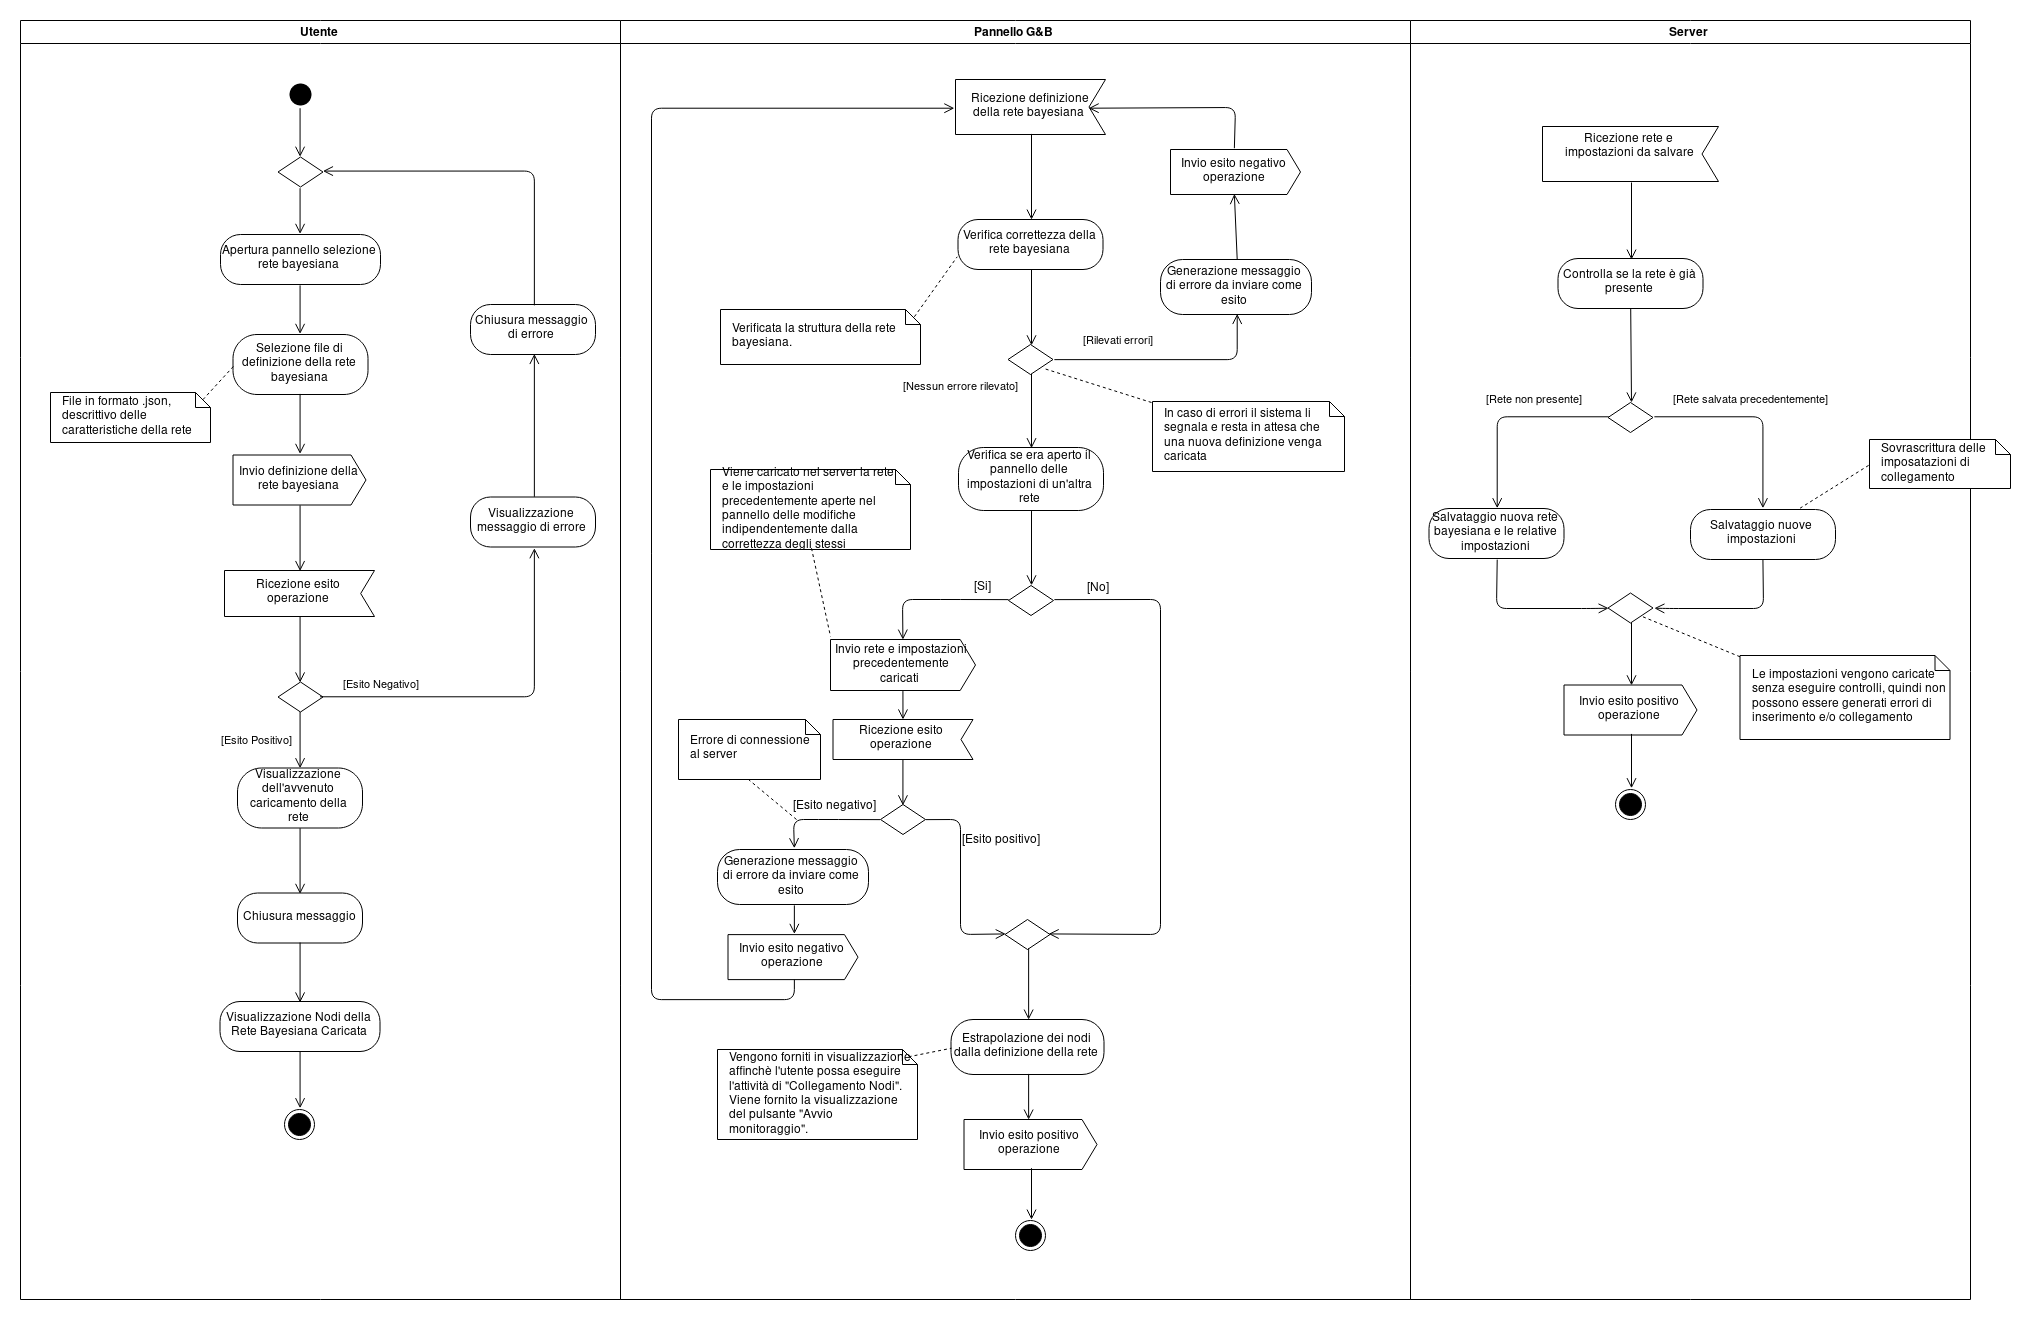 Utente
Pannello G&B
Server
Apertura pannello selezione
rete bayesiana
Selezione file di
definizione della rete
bayesiana
File in formato .json,
descrittivo delle
caratteristiche della rete
Invio definizione della
rete bayesiana
Ricezione esito
operazione
[Esito Negativo]
Visualizzazione
messaggio di errore
Chiusura messaggio
di errore
[Esito Positivo]
Visualizzazione
dell'avvenuto
caricamento della
rete
Chiusura messaggio
Visualizzazione Nodi della
Rete Bayesiana Caricata
Ricezione definizione
della rete bayesiana
Invio esito negativo
operazione
Verifica correttezza della
rete bayesiana
Generazione messaggio
di errore da inviare come
esito
Verificata la struttura della rete
bayesiana.
[Rilevati errori]
[Nessun errore rilevato]
In caso di errori il sistema li
segnala e resta in attesa che
una nuova definizione venga
caricata
Verifica se era aperto il
pannello delle
impostazioni di un'altra
rete
Viene caricato nel server la rete
e le impostazioni
precedentemente aperte nel
pannello delle modifiche
indipendentemente dalla
correttezza degli stessi
[Si]
[No]
Invio rete e impostazioni
precedentemente
caricati
Ricezione esito
operazione
Errore di connessione
al server
[Esito negativo]
[Esito positivo]
Generazione messaggio
di errore da inviare come
esito
Invio esito negativo
operazione
Estrapolazione dei nodi
dalla definizione della rete
Vengono forniti in visualizzazione
affinchè l'utente possa eseguire
l'attività di "Collegamento Nodi".
Viene fornito la visualizzazione
del pulsante "Avvio
monitoraggio".
Invio esito positivo
operazione
Ricezione rete e
impostazioni da salvare
Controlla se la rete è già
presente
[Rete non presente]
[Rete salvata precedentemente]
Sovrascrittura delle
imposatazioni di
collegamento
Salvataggio nuova rete
bayesiana e le relative
impostazioni
Salvataggio nuove
impostazioni
Le impostazioni vengono caricate
senza eseguire controlli, quindi non
possono essere generati errori di
inserimento e/o collegamento
Invio esito positivo
operazione